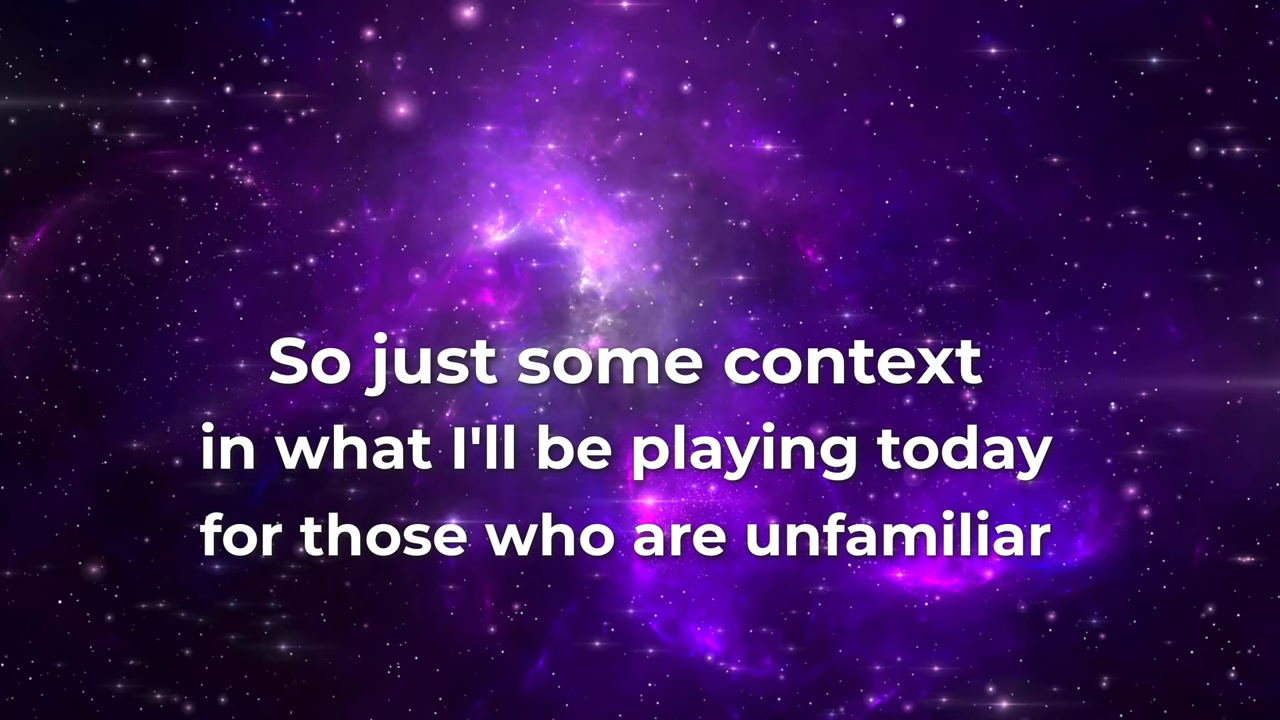 So just some context
in what I'll be playing today
for those who are unfamiliar